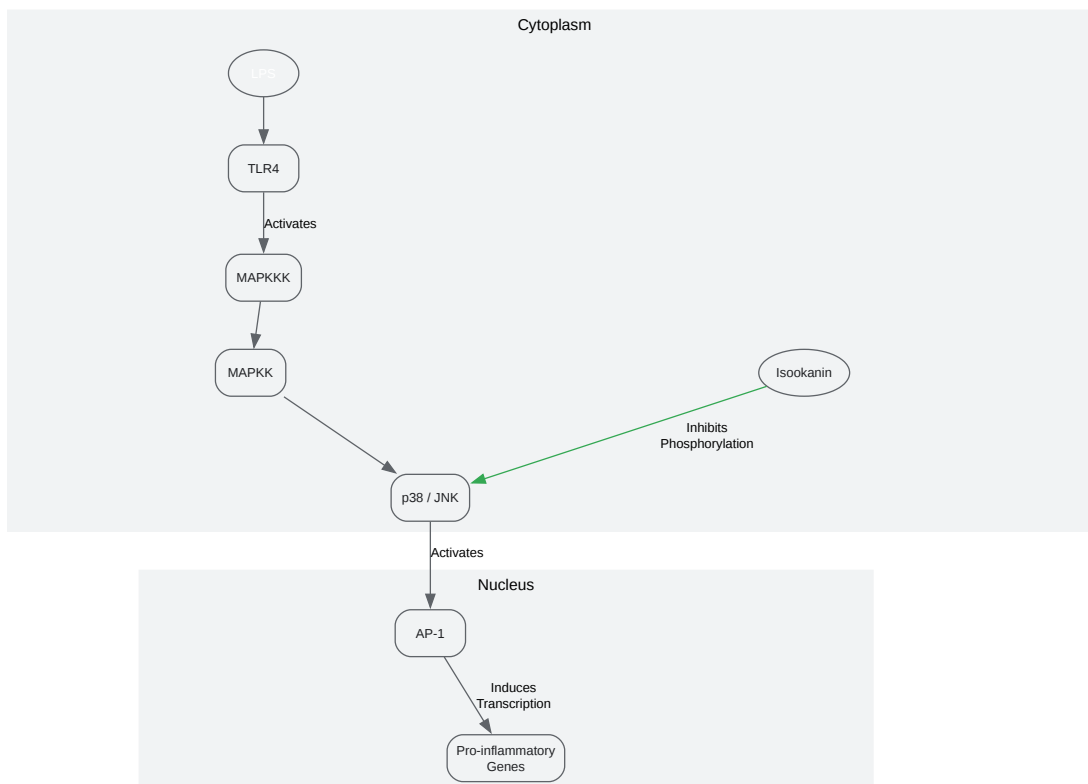 Cytoplasm
LPS
TLR4
Activates
MAPKKK
MAPKK
Isookanin
Inhibits
Phosphorylation
p38 / JNK
Activates
Nucleus
AP-1
Induces
Transcription
Pro-inflammatory
Genes